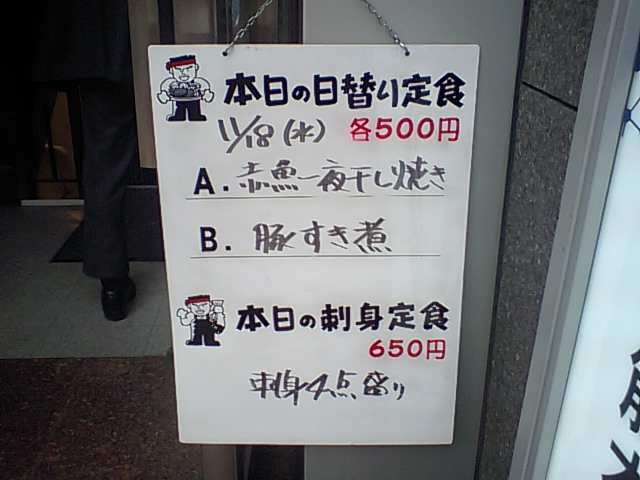 本日の日替り定食
11/18(水) 各500円
A. 赤魚一夜干し焼き
B. 豚すき煮
本日の刺身定食
650円
刺身4点盛り